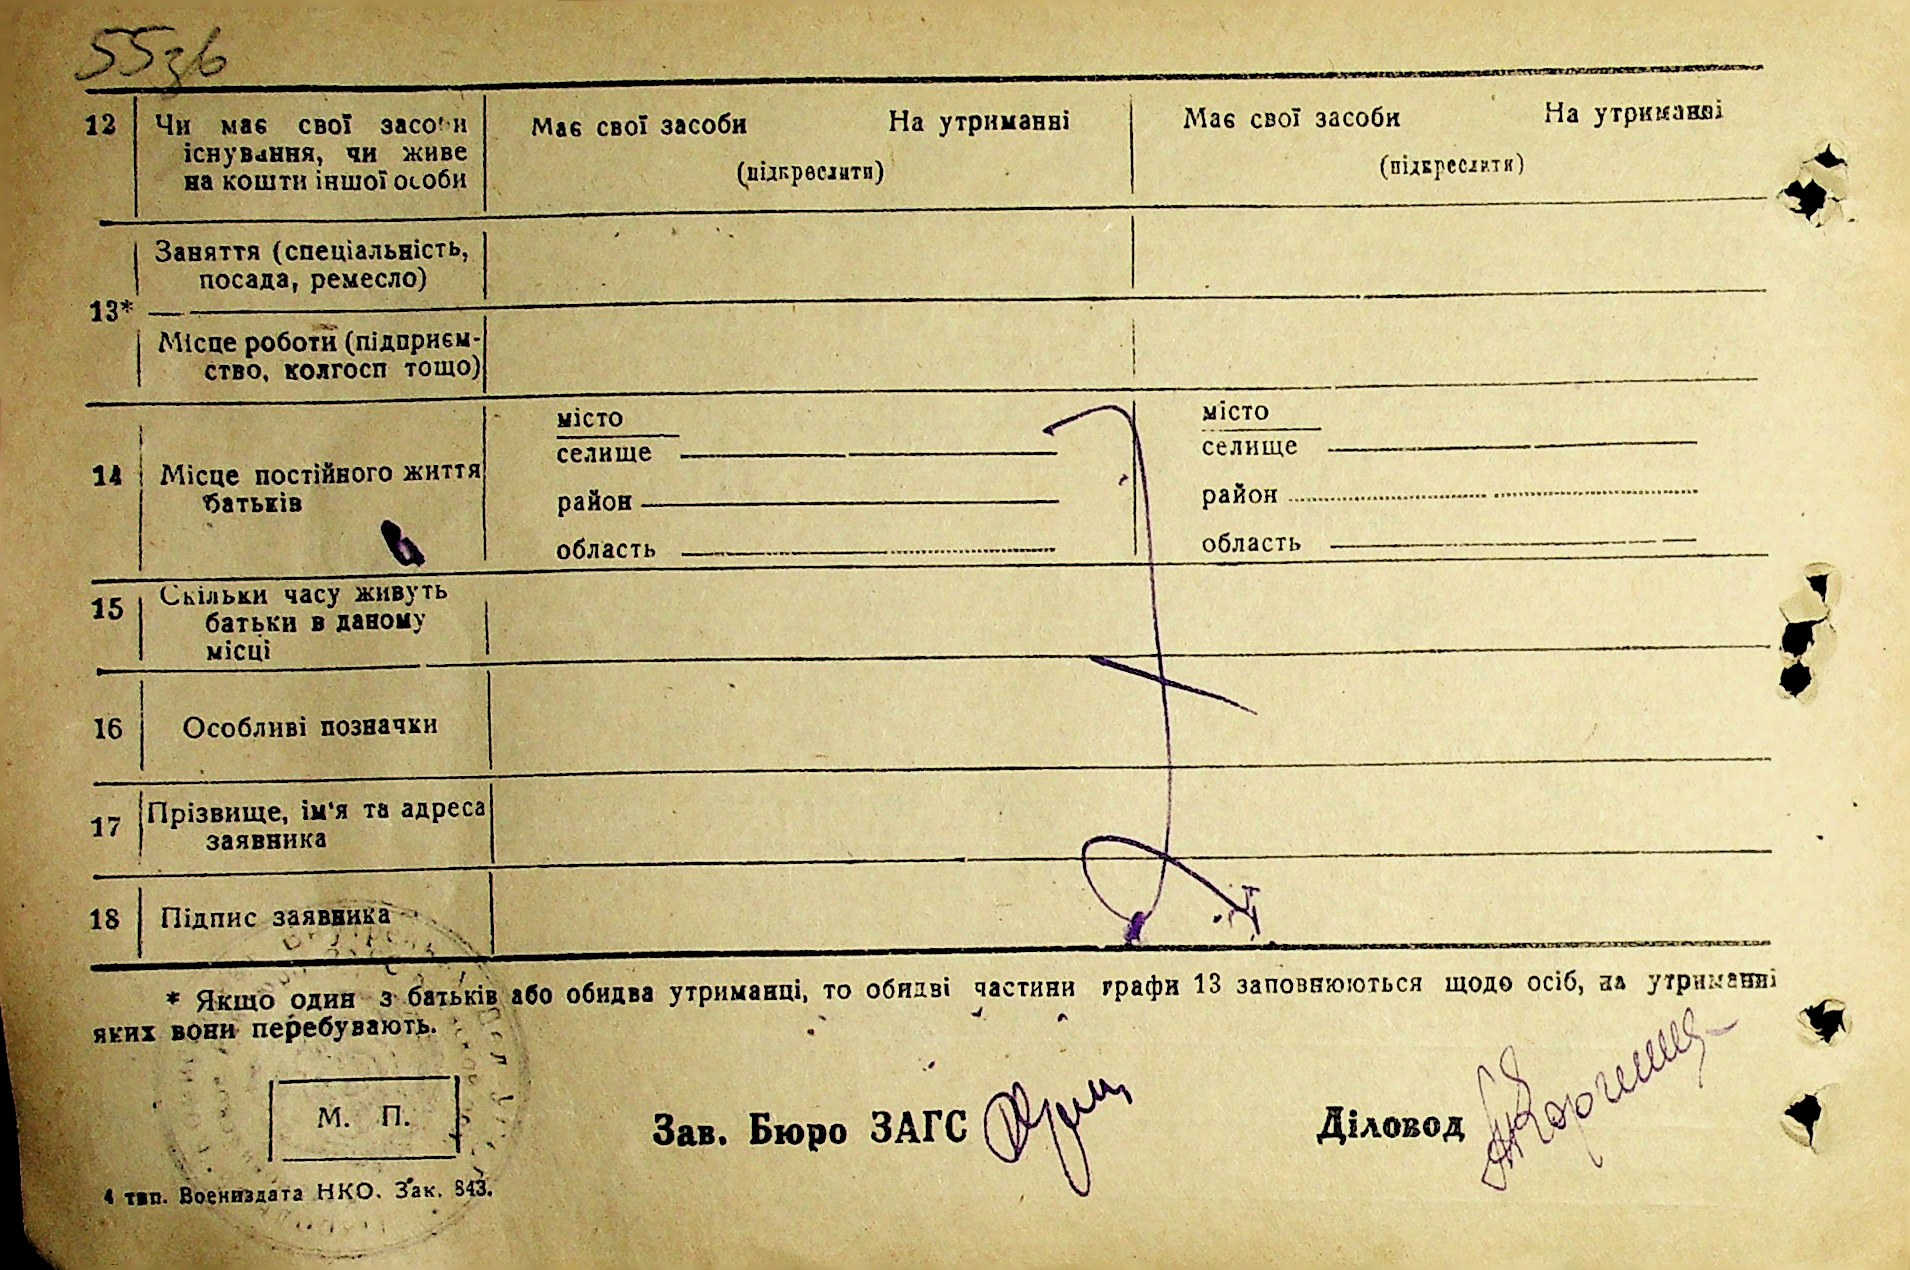 55зв
12 Чи має свої засоби Має свої засоби На утриманні Має свої засоби На утриманні
існування, чи живе (підкреслити) (підкреслити)
на кошти іншої особи
13* Заняття (спеціальність,
посада, ремесло)
Місце роботи (підприєм-
ство, колгосп тощо)
14 Місце постійного життя
батьків
місто
селище
район
область
місто
селище
район
область
15 Скільки часу живуть
батьки в даному
місці
16 Особливі позначки
17 Прізвище, ім'я та адреса
заявника
18 Підпис заявника
* Якщо один з батьків або обидва утриманці, то обидві частини графи 13 заповнюються щодо осіб, на утриманні
яких вони перебувають.
М. П.
Зав. Бюро ЗАГС Діловод
4 тип. Воениздата НКО. Зак. 843.